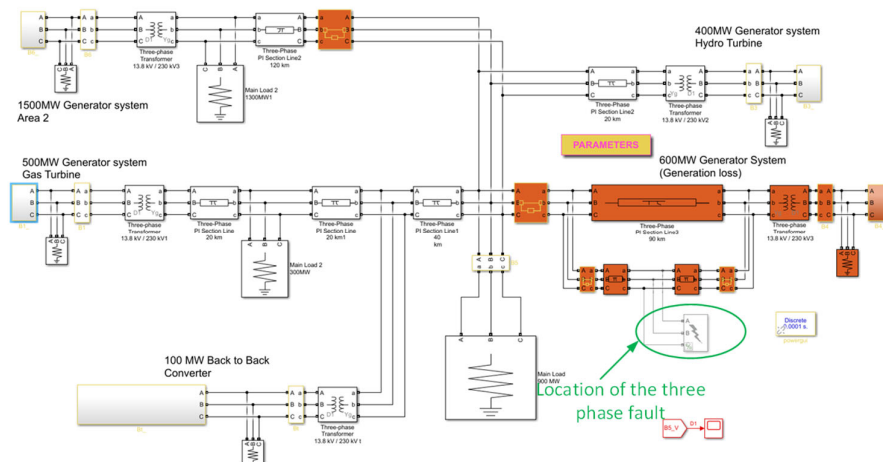 Three-phase
Transformer
13.8 kV / 230 kV3
Three-Phase
PI Section Line2
120 km
Main Load 2
1300MW1
1500MW Generator system
Area 2
400MW Generator system
Hydro Turbine
Three-Phase
PI Section Line2
20 km
Three-phase
Transformer
13.8 kV / 230 kV2
PARAMETERS
500MW Generator system
Gas Turbine
600MW Generator System
(Generation loss)
Three-phase
Transformer
13.8 kV / 230 kV1
Three-Phase
PI Section Line
20 km
Three-Phase
PI Section Line
20 km1
Three-Phase
PI Section Line1
40
km
Three-Phase
PI Section Line3
90 km
Three-phase
Transformer
13.8 kV / 230 kV3
Main Load 2
300MW
Discrete
0.0001 s.
powergui
100 MW Back to Back
Converter
Three-phase
Transformer
13.8 kV / 230 kV t
Main Load
900 MW
Location of the three
phase fault
B5_V
D1